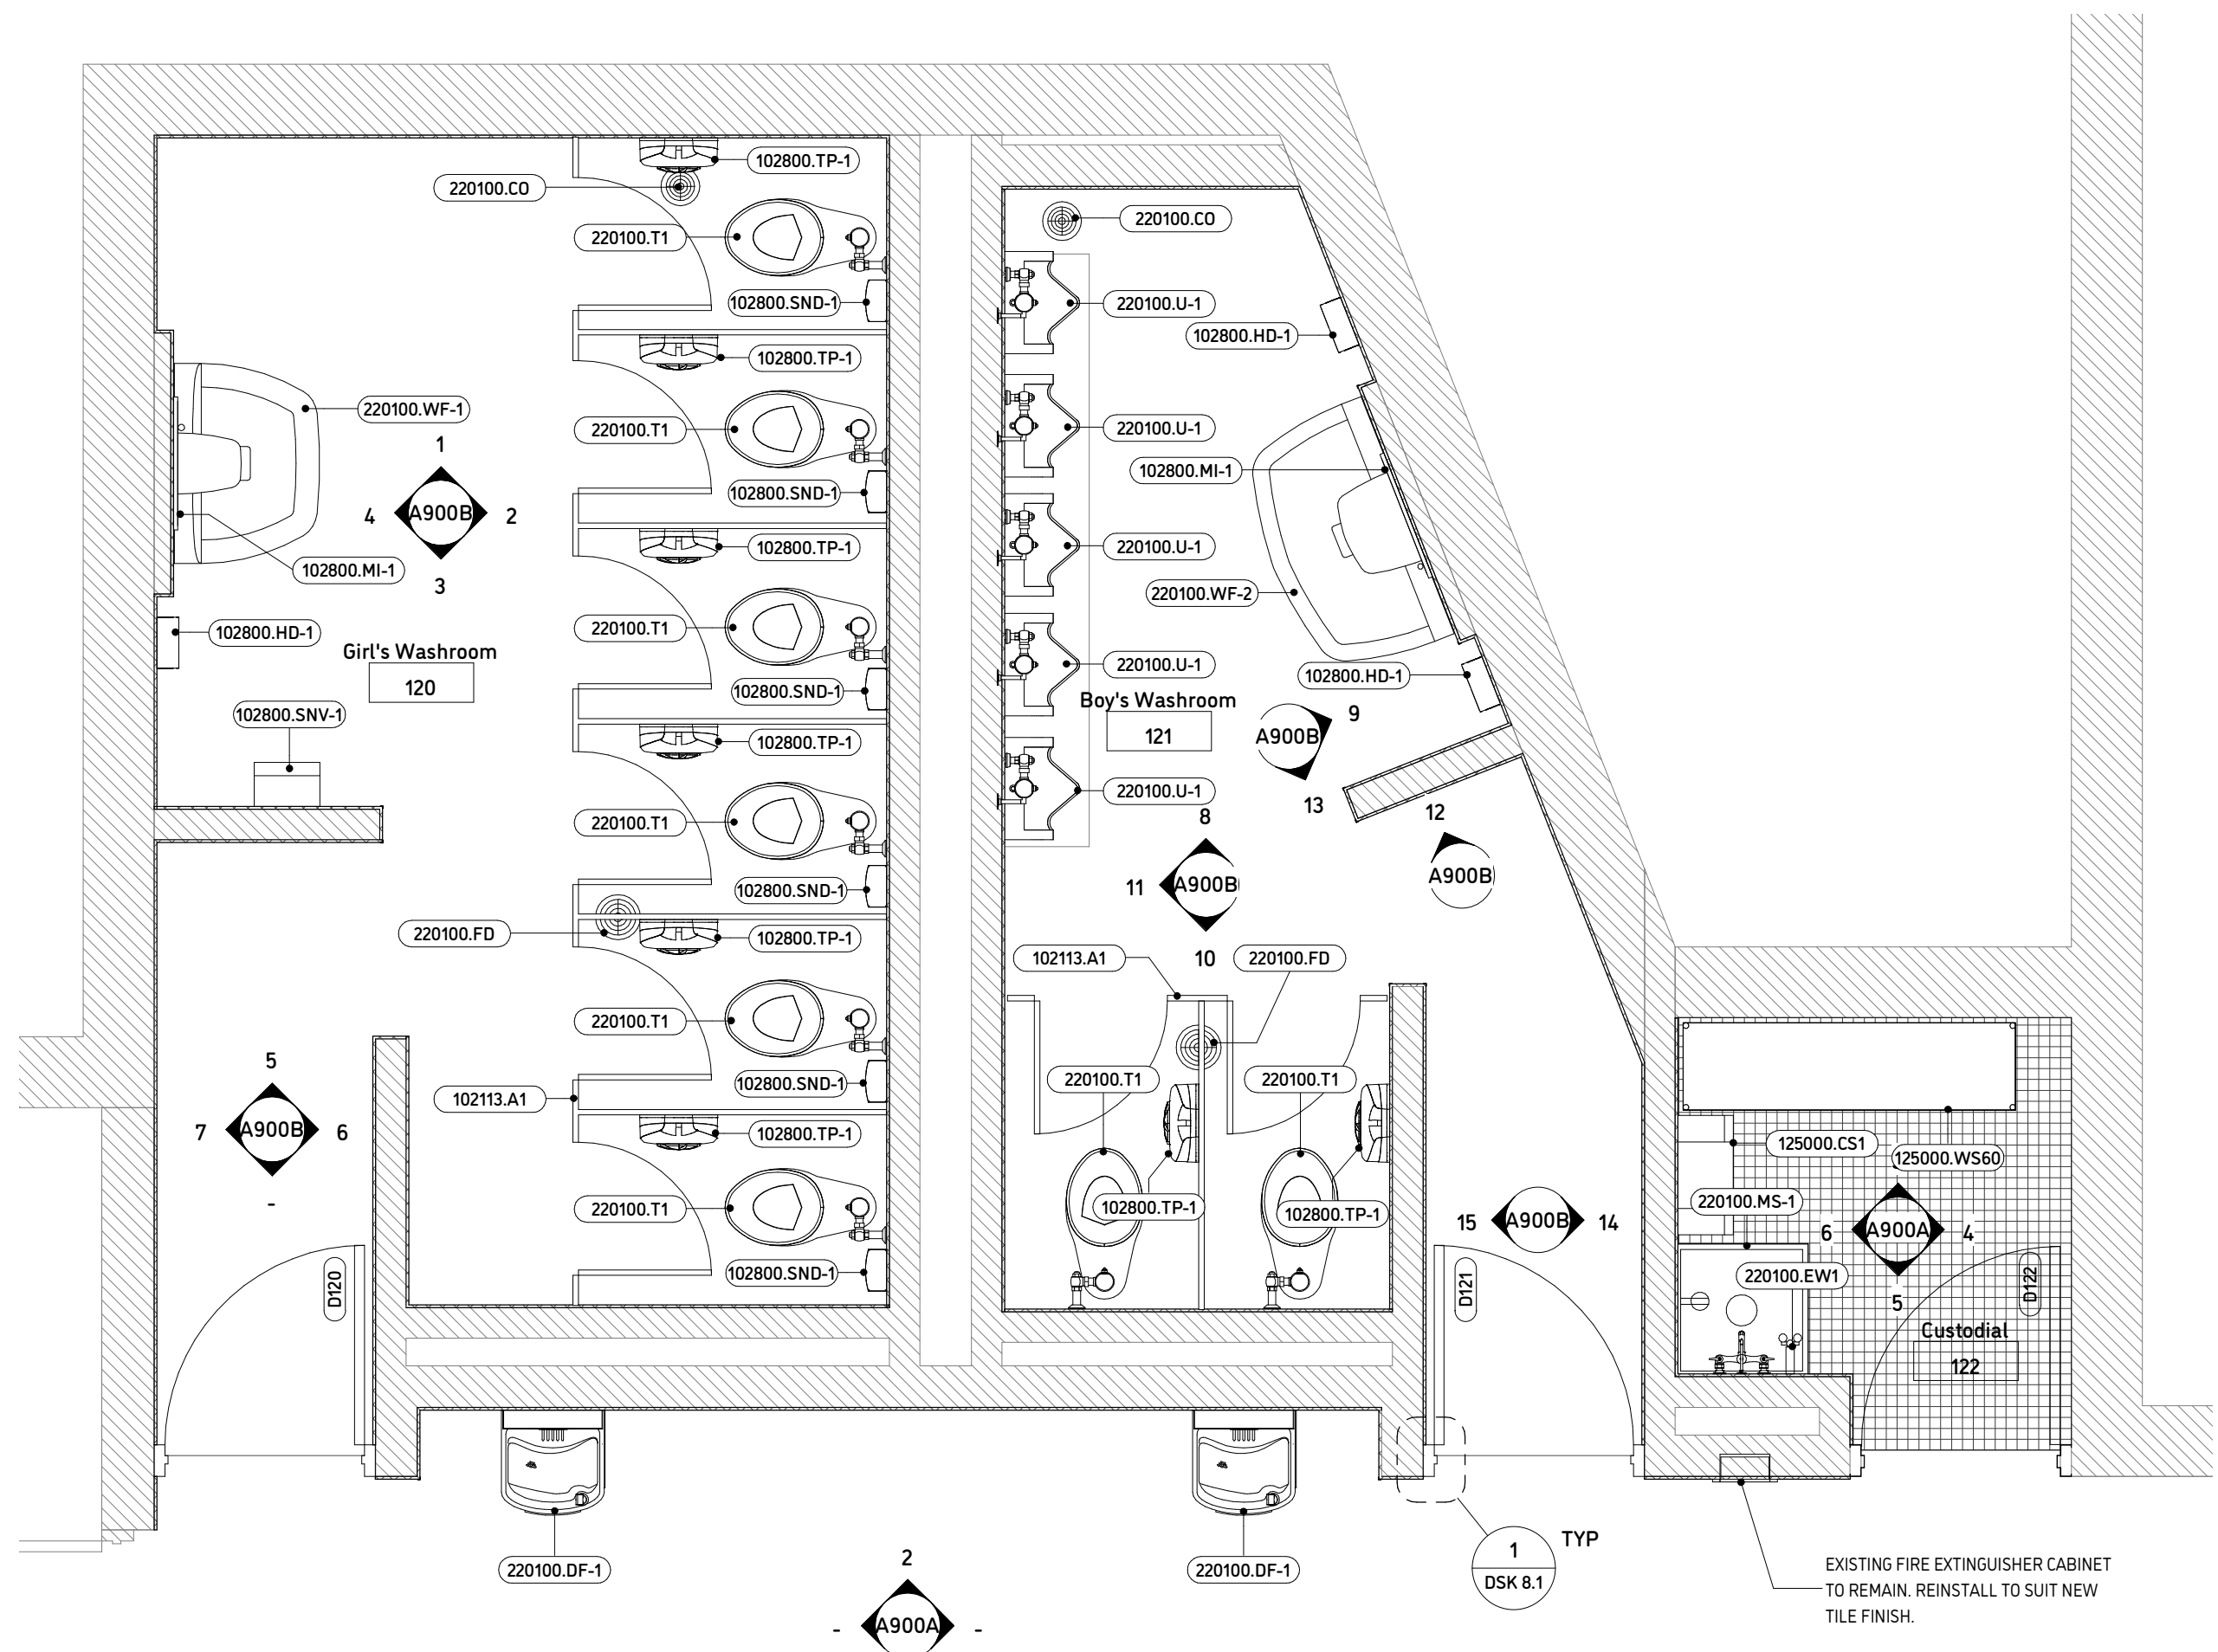 102800.TP-1
220100.CO
220100.T1
102800.SND-1
102800.TP-1
220100.WF-1
220100.T1
1
4
A900B
2
3
102800.SND-1
102800.TP-1
102800.MI-1
102800.HD-1
220100.T1
Girl's Washroom
120
102800.SND-1
102800.SNV-1
102800.TP-1
220100.T1
102800.SND-1
220100.FD
102800.TP-1
220100.T1
102800.SND-1
102113.A1
5
7
A900B
6
-
102800.TP-1
220100.T1
102800.SND-1
D120
220100.CO
220100.U-1
102800.HD-1
220100.U-1
102800.MI-1
220100.U-1
220100.WF-2
220100.U-1
102800.HD-1
Boy's Washroom
121
9
A900B
13
220100.U-1
12
A900B
8
11
A900B
10
102113.A1
220100.FD
220100.T1
220100.T1
102800.TP-1
102800.TP-1
15
A900B
14
D121
125000.CS1
125000.WS60
220100.MS-1
6
A900A
4
5
220100.EW1
D122
Custodial
122
220100.DF-1
220100.DF-1
1
DSK 8.1
TYP
2
-
A900A
-
EXISTING FIRE EXTINGUISHER CABINET
TO REMAIN. REINSTALL TO SUIT NEW
TILE FINISH.